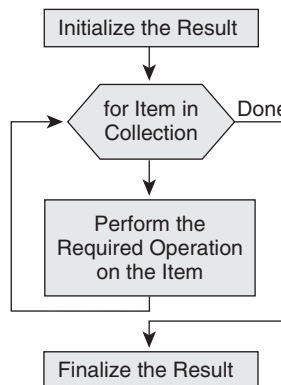 Initialize the Result
for Item in
Collection
Done
Perform the
Required Operation
on the Item
Finalize the Result